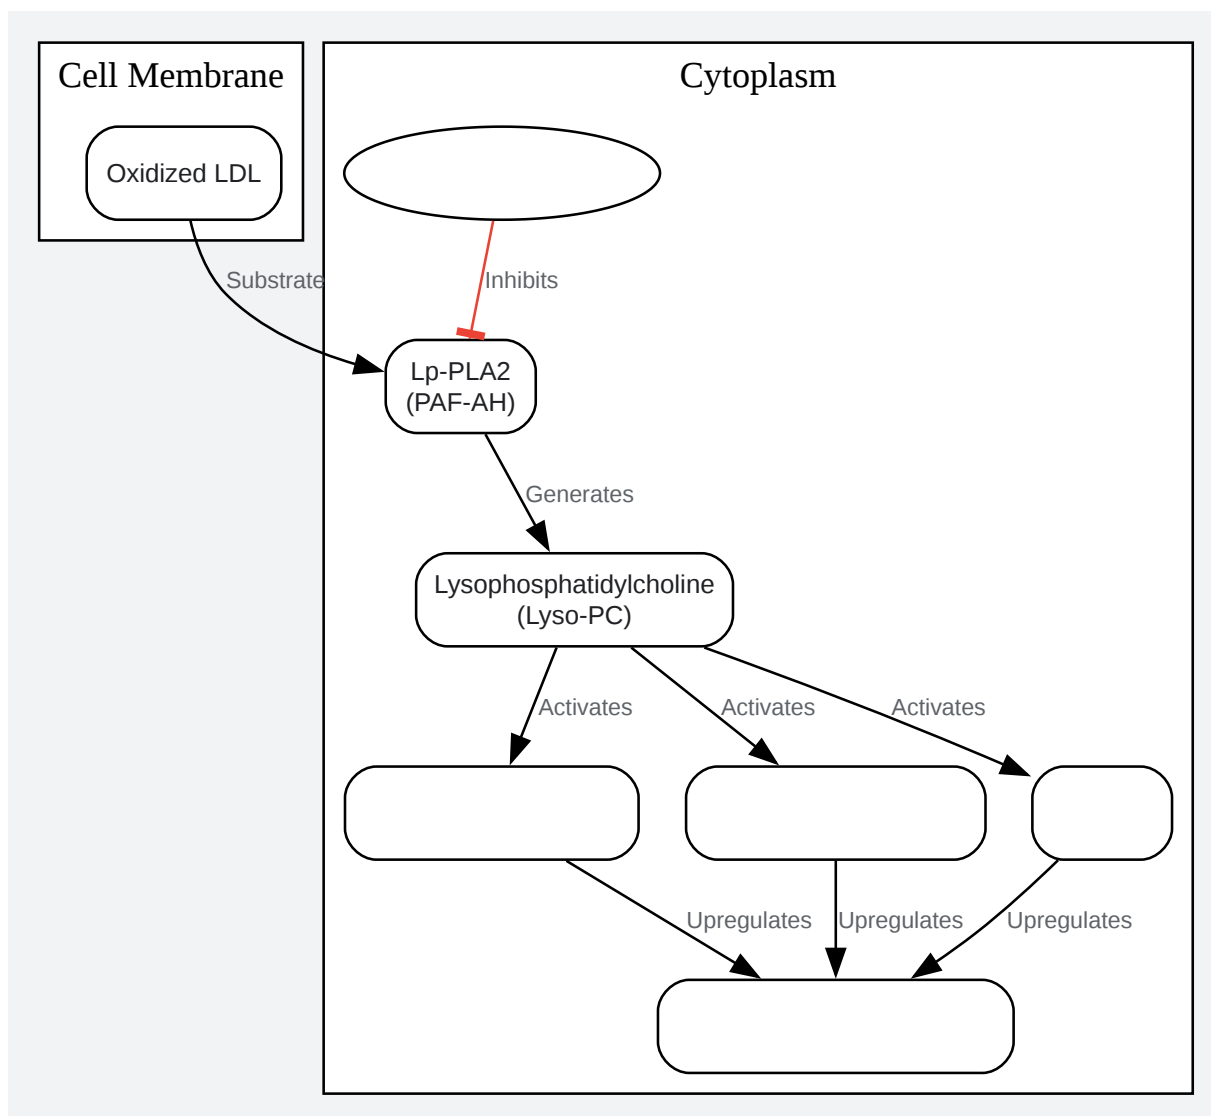 Cell Membrane
Cytoplasm
Oxidized LDL
Substrate
Inhibits
Lp-PLA2
(PAF-AH)
Generates
Lysophosphatidylcholine
(Lyso-PC)
Activates
Activates
Activates
Upregulates
Upregulates
Upregulates